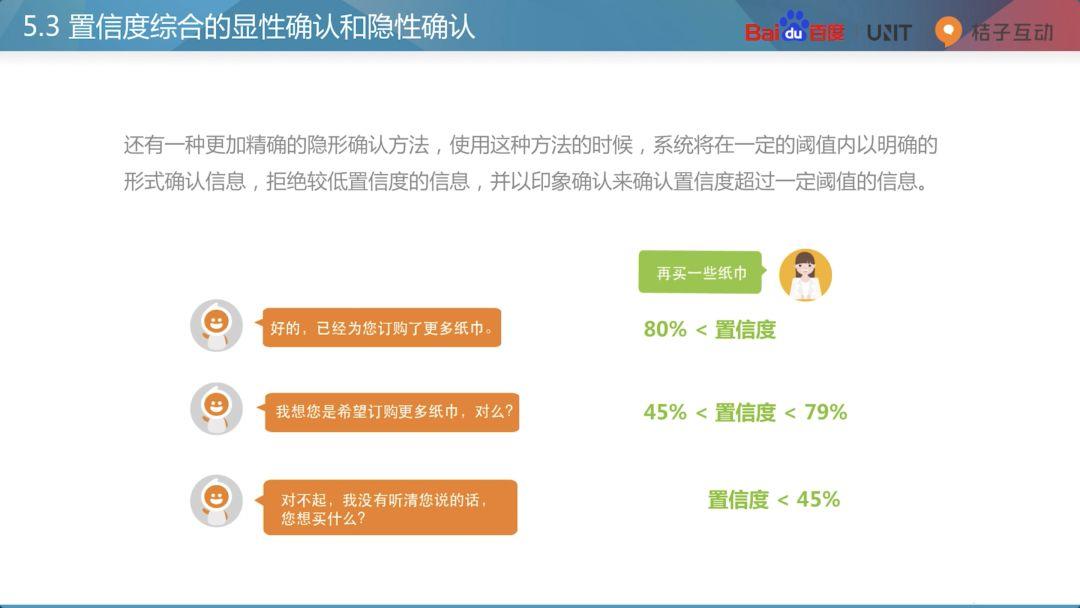 5.3 置信度综合的显性确认和隐性确认
Bai du 百度 UNIT 桔子互动
还有一种更加精确的隐形确认方法，使用这种方法的时候，系统将在一定的阈值内以明确的
形式确认信息，拒绝较低置信度的信息，并以印象确认来确认置信度超过一定阈值的信息。
再买一些纸巾
好的，已经为您订购了更多纸巾。
80% < 置信度
我想您是希望订购更多纸巾，对么？
45% < 置信度 < 79%
对不起，我没有听清您说的话，
您想买什么？
置信度 < 45%